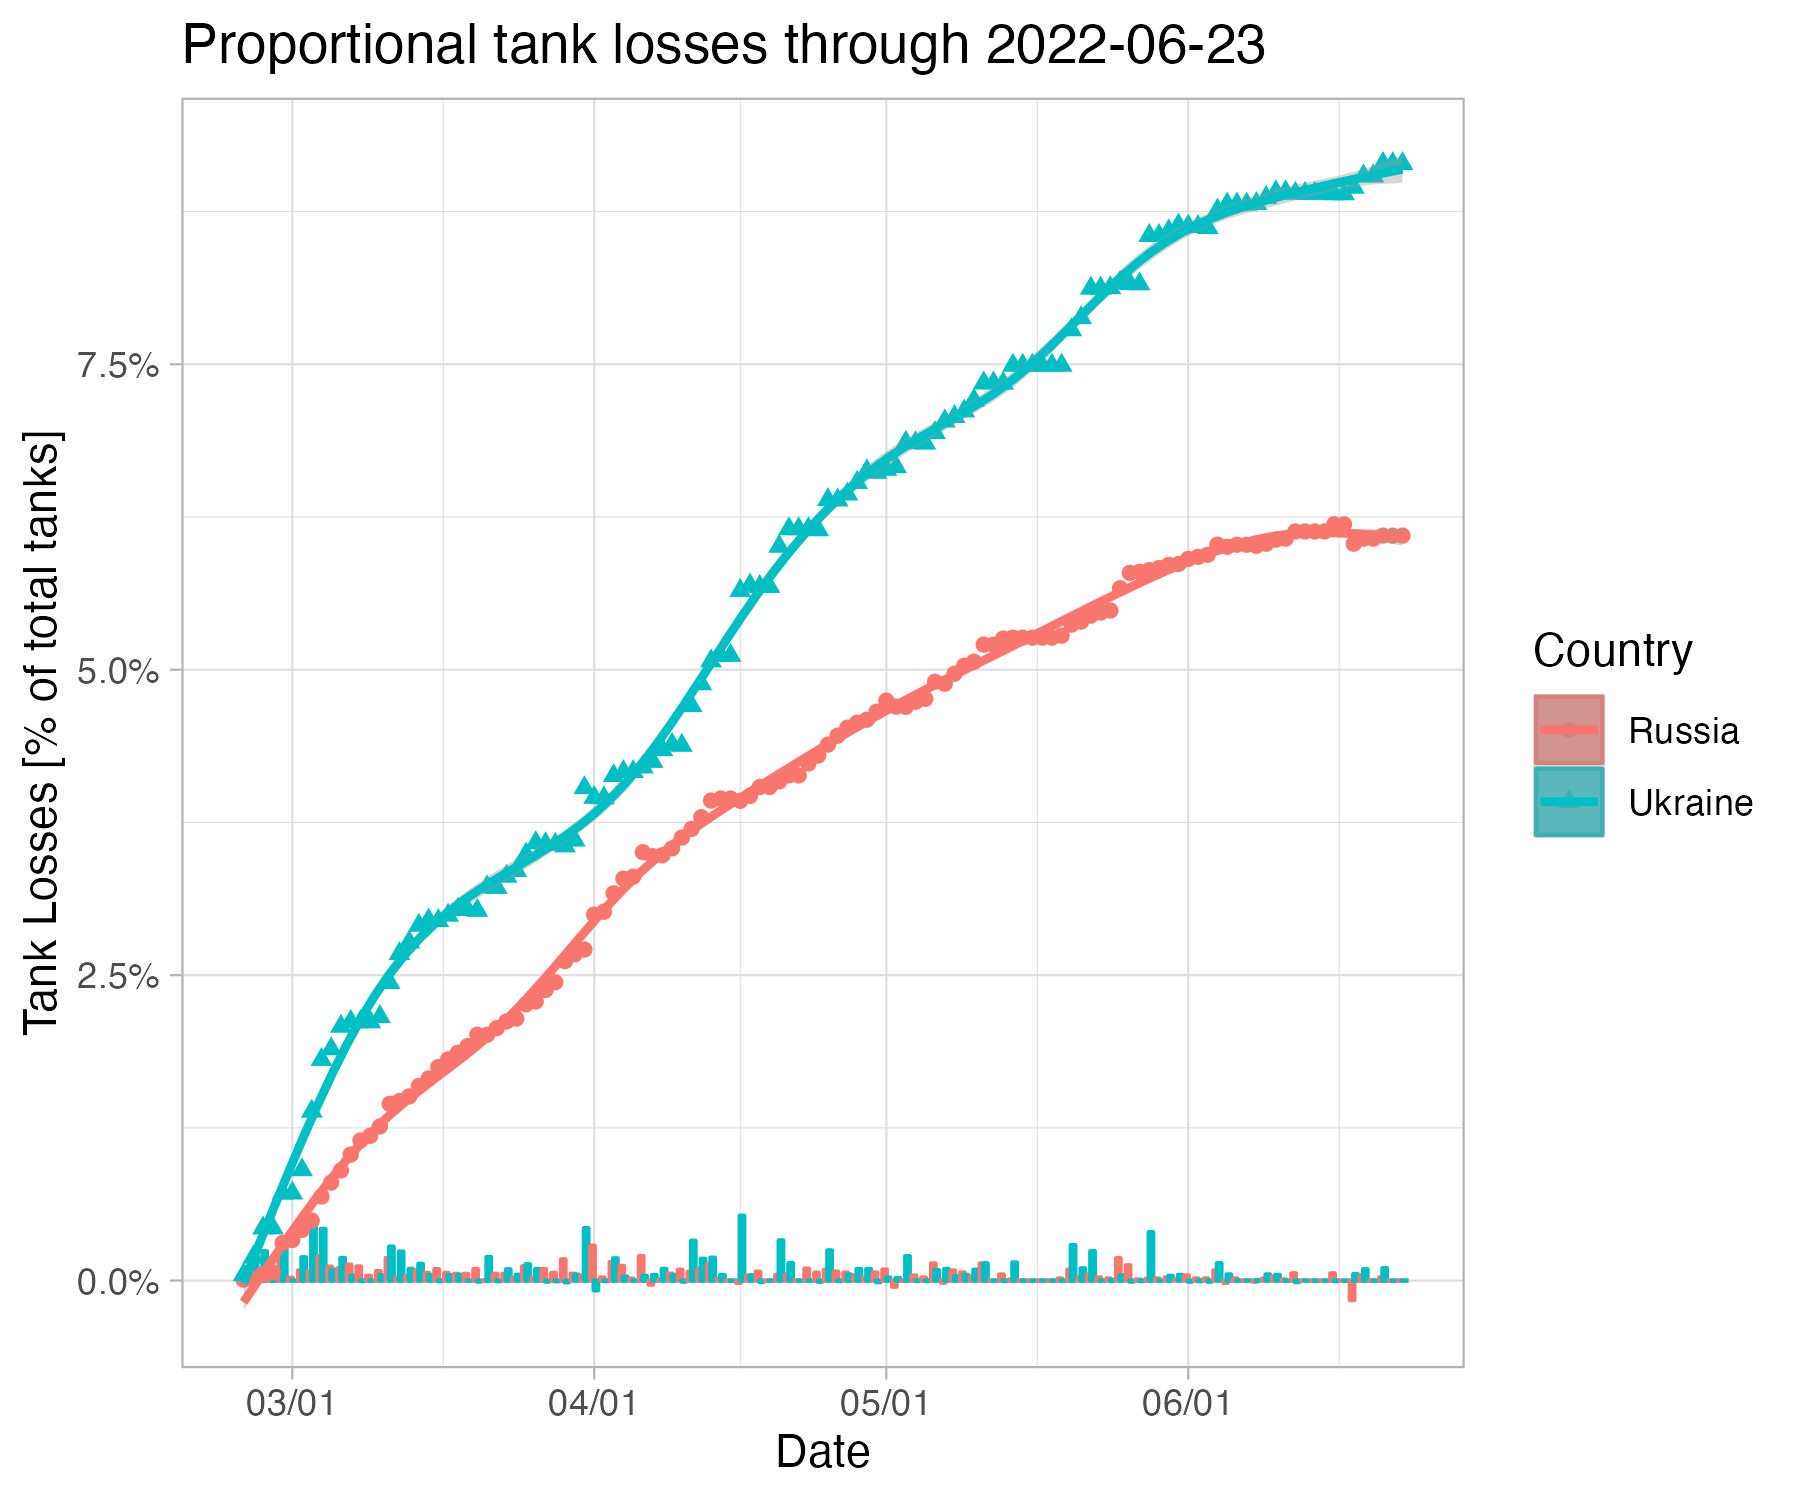 Proportional tank losses through 2022-06-23
Tank Losses [% of total tanks]
7.5%
5.0%
2.5%
0.0%
03/01
04/01
05/01
06/01
Date
Country
Russia
Ukraine